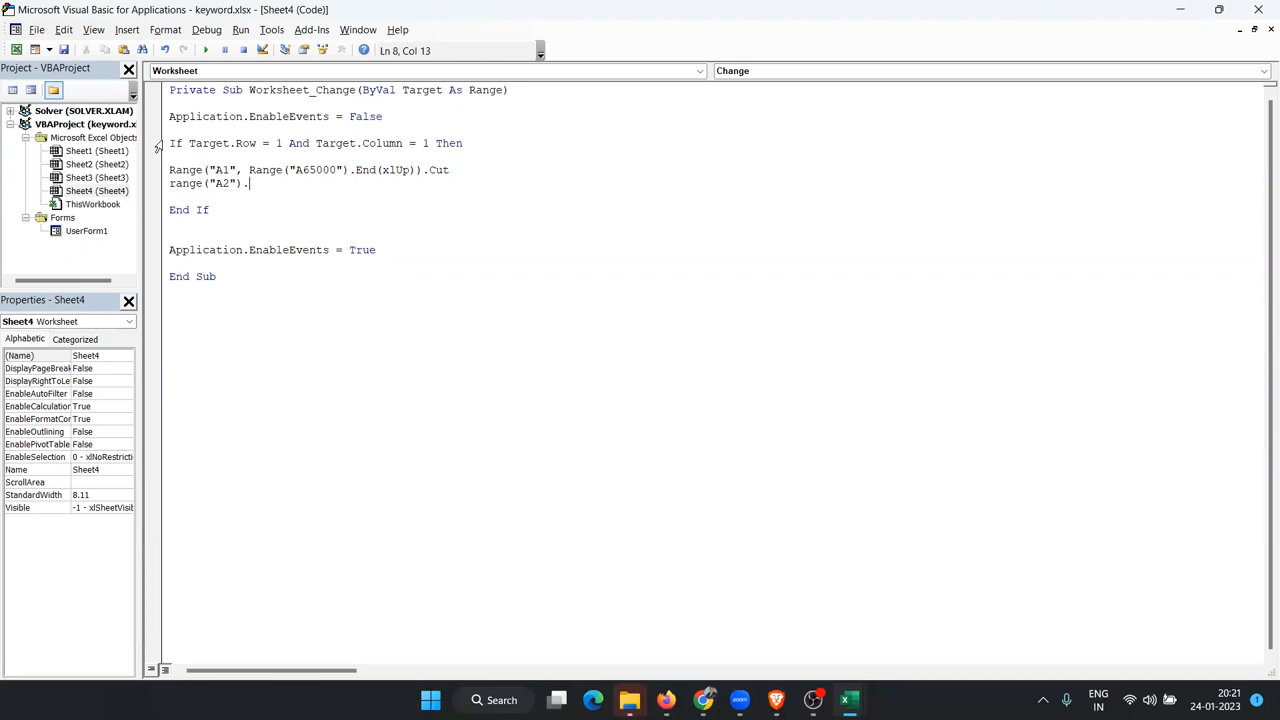 Microsoft Visual Basic for Applications - keyword.xlsx - [Sheet4 (Code)]
File Edit View Insert Format Debug Run Tools Add-Ins Window Help
Ln 8, Col 13
Project - VBAProject
Worksheet
Change
Solver (SOLVER.XLAM)
VBAProject (keyword.xl
Microsoft Excel Objects
Sheet1 (Sheet1)
Sheet2 (Sheet2)
Sheet3 (Sheet3)
Sheet4 (Sheet4)
ThisWorkbook
Forms
UserForm1
Private Sub Worksheet_Change(ByVal Target As Range)
Application.EnableEvents = False
If Target.Row = 1 And Target.Column = 1 Then
Range("A1", Range("A65000").End(xlUp)).Cut
range("A2").
End If
Application.EnableEvents = True
End Sub
Properties - Sheet4
Sheet4 Worksheet
Alphabetic Categorized
(Name) Sheet4
DisplayPageBreak False
DisplayRightToLe False
EnableAutoFilter False
EnableCalculation True
EnableFormatCor True
EnableOutlining False
EnablePivotTable False
EnableSelection 0 - xlNoRestricti
Name Sheet4
ScrollArea
StandardWidth 8.11
Visible -1 - xlSheetVisib
Search
ENG
IN
20:21
24-01-2023
1